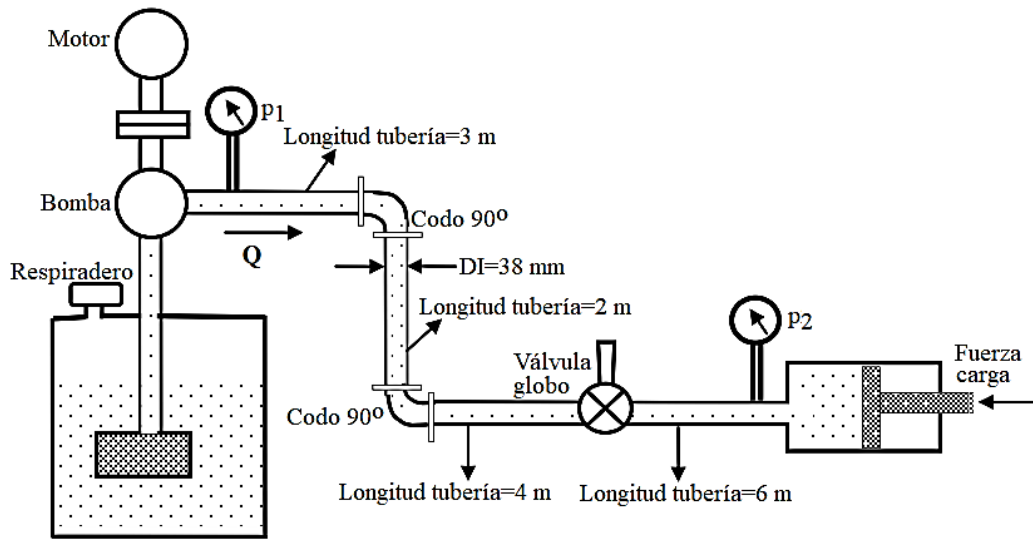 Motor
p1
Longitud tubería=3 m
Bomba
Codo 90º
Q
Respiradero
DI=38 mm
Longitud tubería=2 m
p2
Válvula
globo
Fuerza
carga
Codo 90º
Longitud tubería=4 m
Longitud tubería=6 m